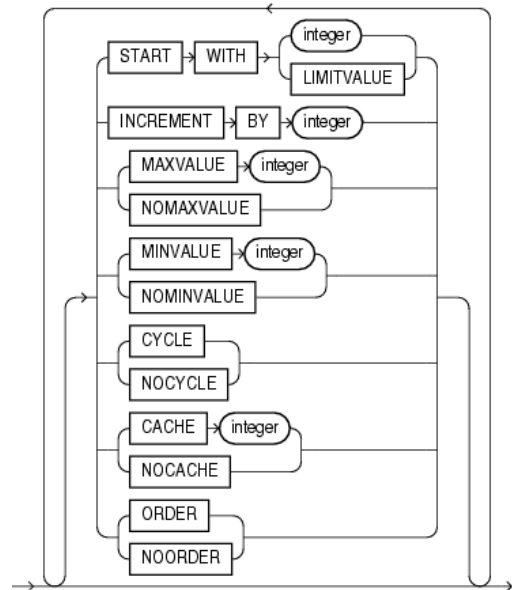 integer
START WITH
LIMITVALUE
INCREMENT BY integer
MAXVALUE integer
NOMAXVALUE
MINVALUE integer
NOMINVALUE
CYCLE
NOCYCLE
CACHE integer
NOCACHE
ORDER
NOORDER